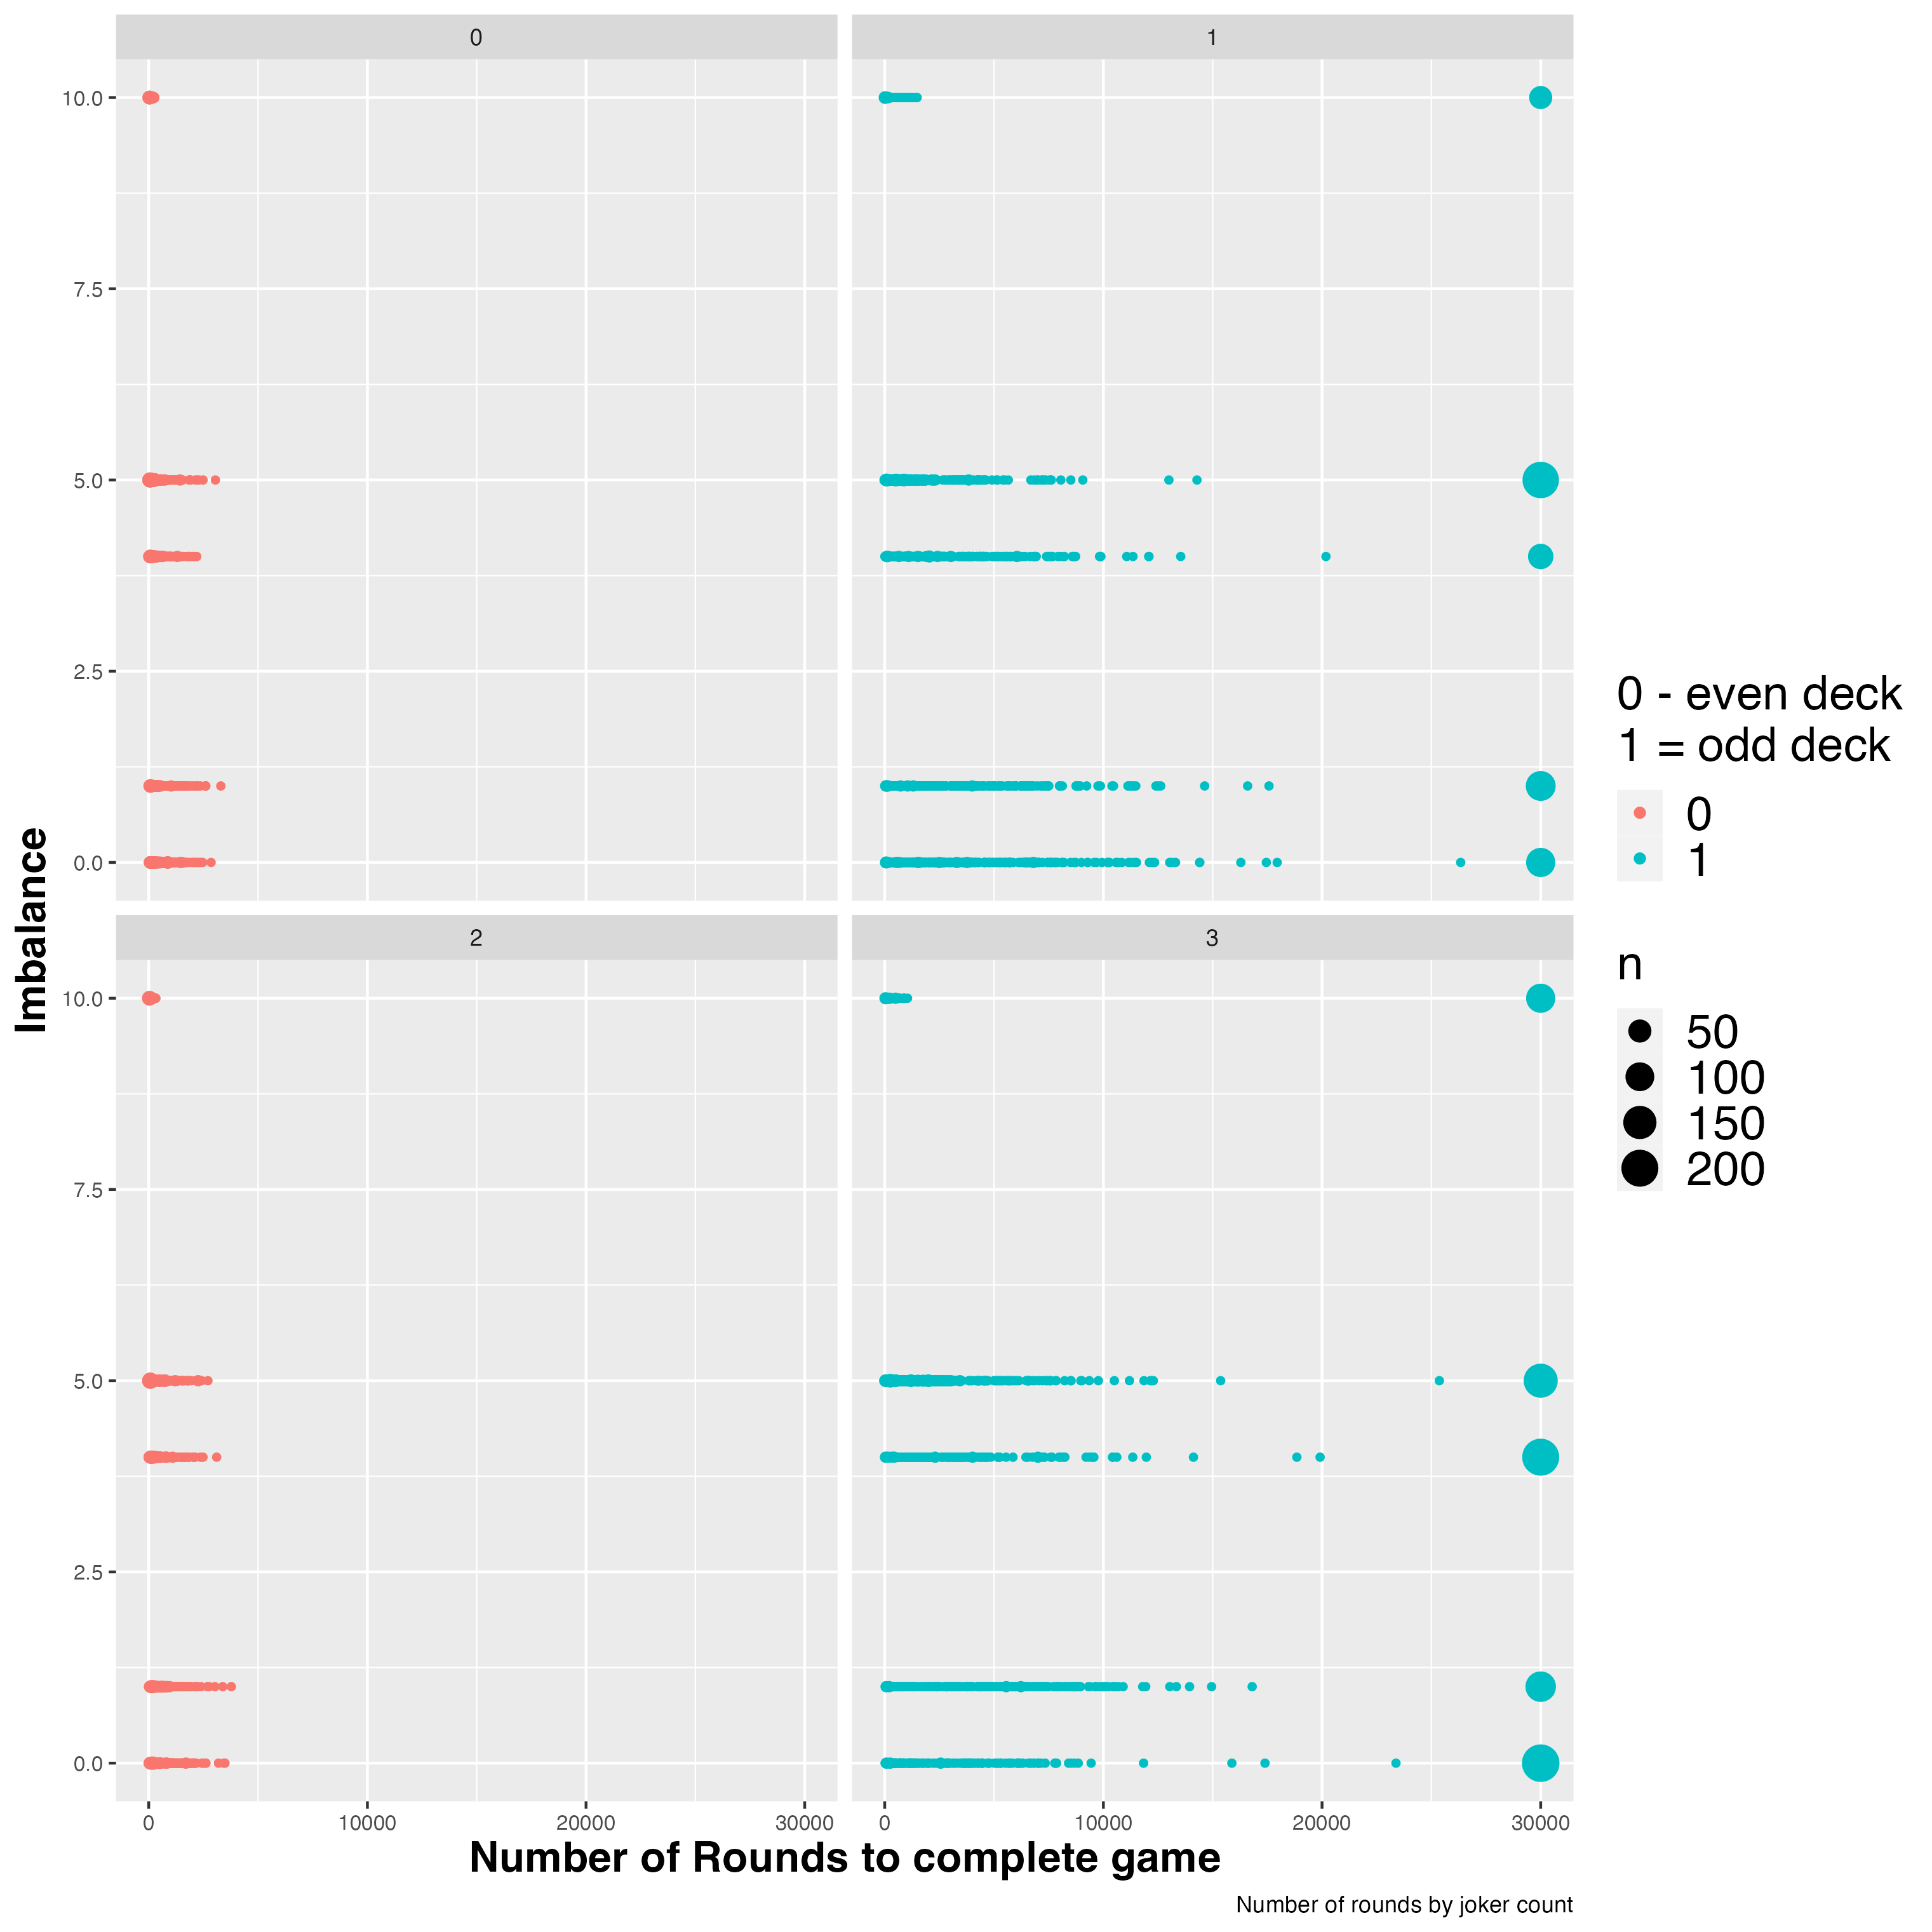 0
1
10.0
7.5
5.0
2.5
0.0
2
3
10.0
7.5
5.0
2.5
0.0
0 10000 20000 30000 0 10000 20000 30000
Imbalance
Number of Rounds to complete game
Number of rounds by joker count
0 - even deck
1 = odd deck
0
1
n
50
100
150
200